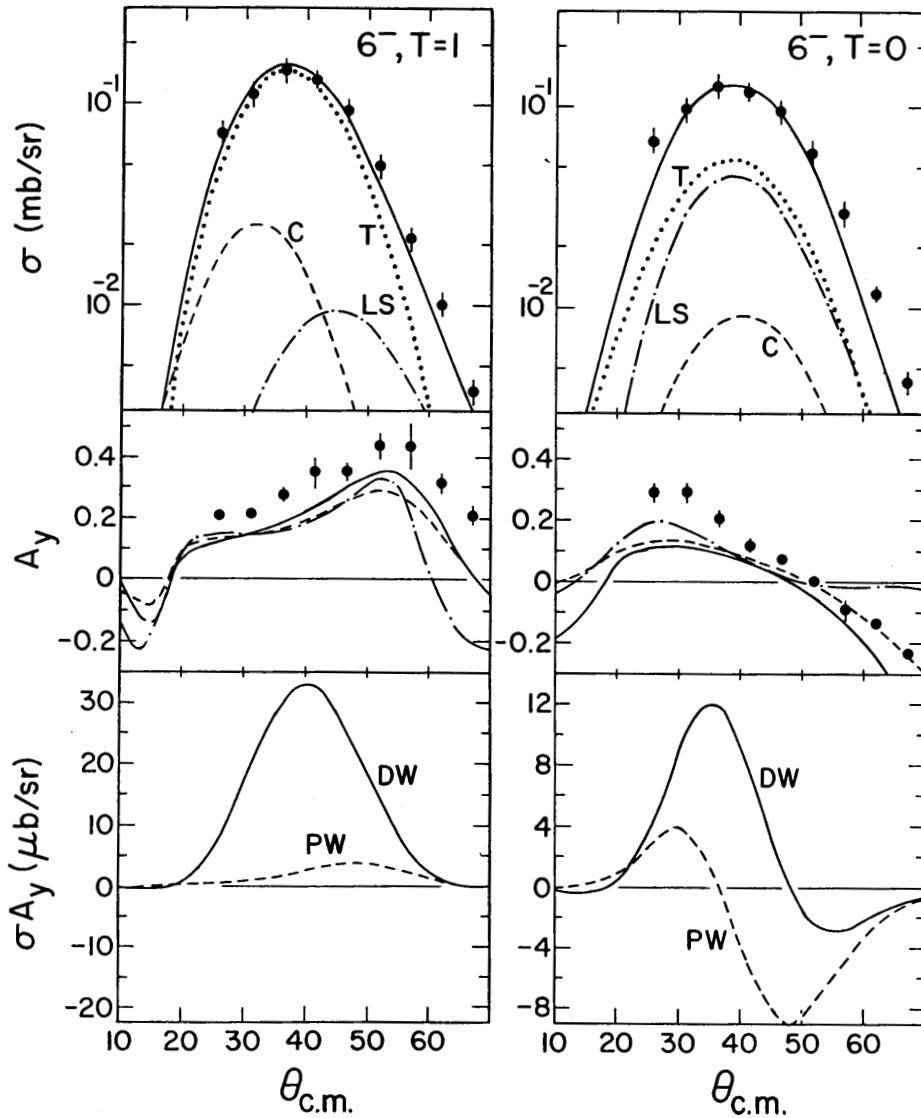 6⁻, T=1
6⁻, T=0
σ (mb/sr)
10⁻¹
10⁻²
C
T
LS
10⁻¹
10⁻²
T
LS
C
A_y
0.4
0.2
0
-0.2
0.4
0.2
0
-0.2
σA_y (μb/sr)
30
20
10
0
-10
-20
DW
PW
12
8
4
0
-4
-8
DW
PW
10 20 30 40 50 60
10 20 30 40 50 60
θ_c.m.
θ_c.m.